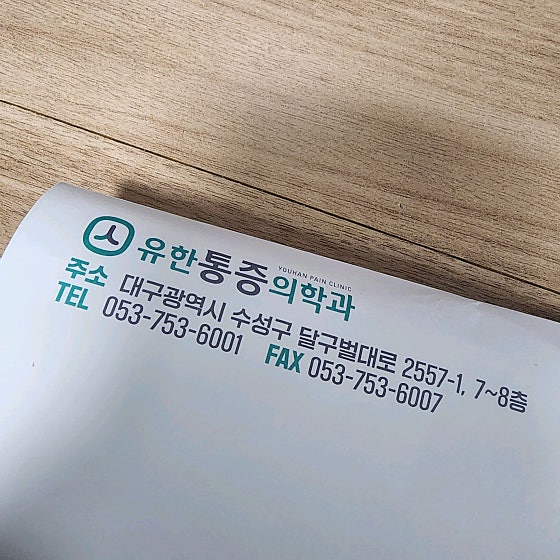 유한통증의학과
YOUHAN PAIN CLINIC
주소 대구광역시 수성구 달구벌대로 2557-1, 7~8층
TEL 053-753-6001 FAX 053-753-6007